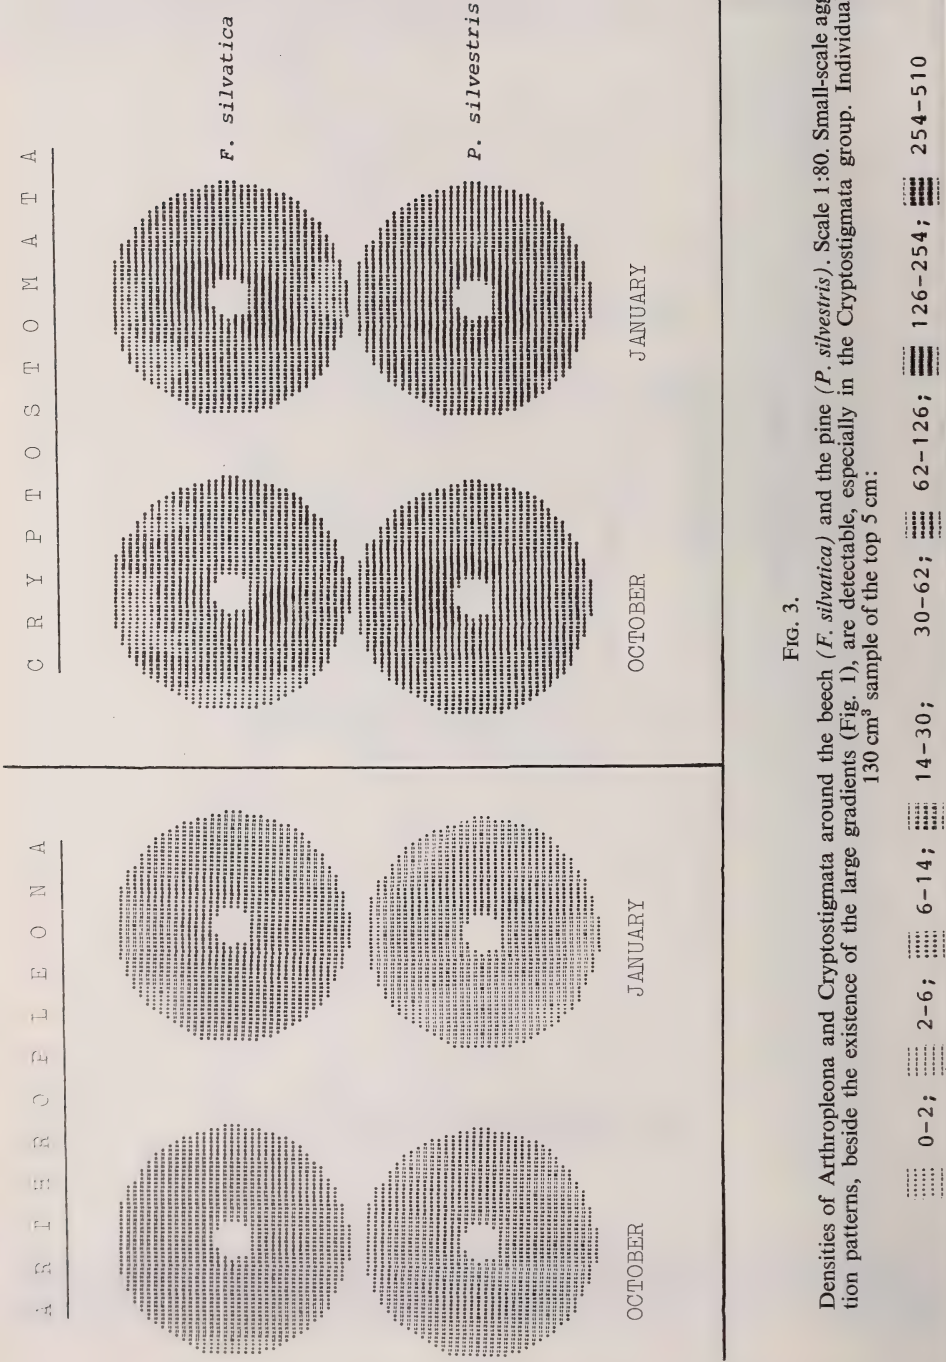 A R T H R O P L E O N A
C R Y P T O S T O M A T A
F. silvatica
P. silvestris
OCTOBER JANUARY OCTOBER JANUARY
FIG. 3.
Densities of Arthropleona and Cryptostigmata around the beech (F. silvatica) and the pine (P. silvestris). Scale 1:80. Small-scale agg
tion patterns, beside the existence of the large gradients (Fig. 1), are detectable, especially in the Cryptostigmata group. Individua
130 cm³ sample of the top 5 cm:
0-2; 2-6; 6-14; 14-30; 30-62; 62-126; 126-254; 254-510